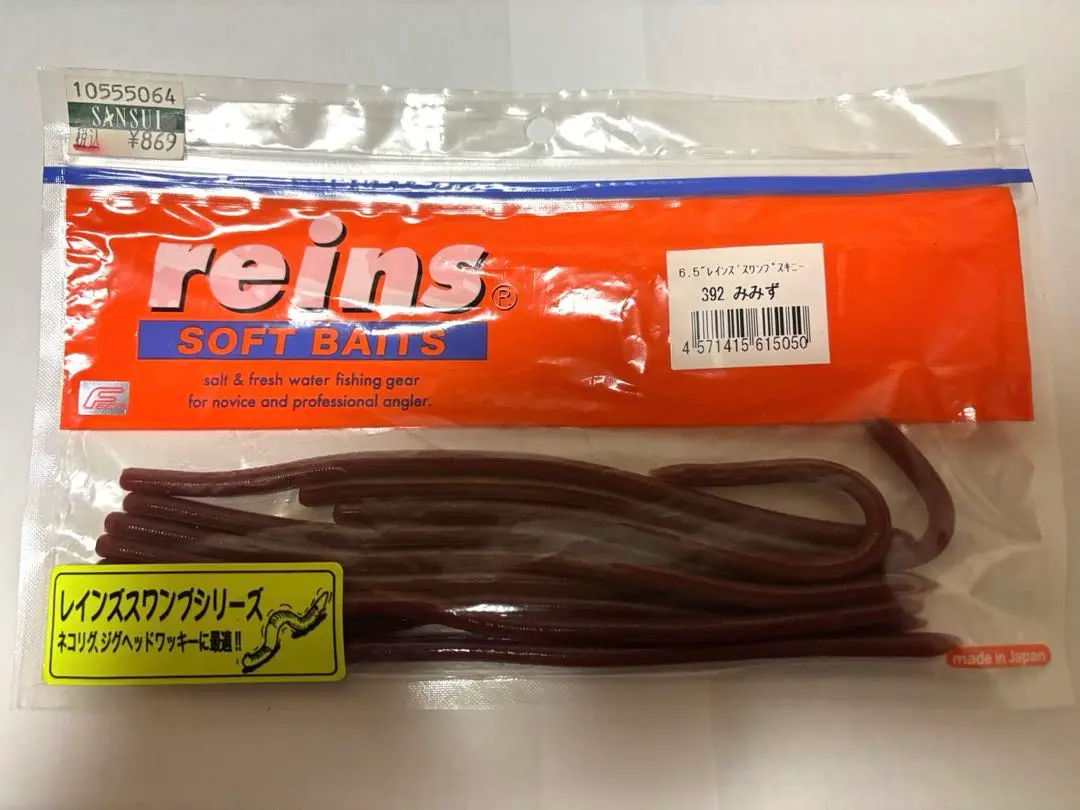 10555064
SANSUI
税込 ¥869
reins®
SOFT BAITS
salt & fresh water fishing gear
for novice and professional angler.
6.5"レインズスワンプスキニー
392 みみず
4 571415 615050
レインズスワンプシリーズ
ネコリグ、ジグヘッドワッキーに最適!!
made in Japan